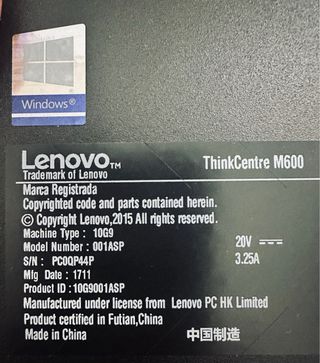 Windows®
Lenovo™ ThinkCentre M600
Trademark of Lenovo
Marca Registrada
Copyrighted code and parts contained herein.
© Copyright Lenovo,2015 All rights reserved.
Machine Type : 10G9
Model Number : 001ASP 20V ⎓
S/N : PC0QP44P 3.25A
Mfg Date : 1711
Product ID :10G9001ASP
Manufactured under license from Lenovo PC HK Limited
Product certified in Futian,China
Made in China 中国制造